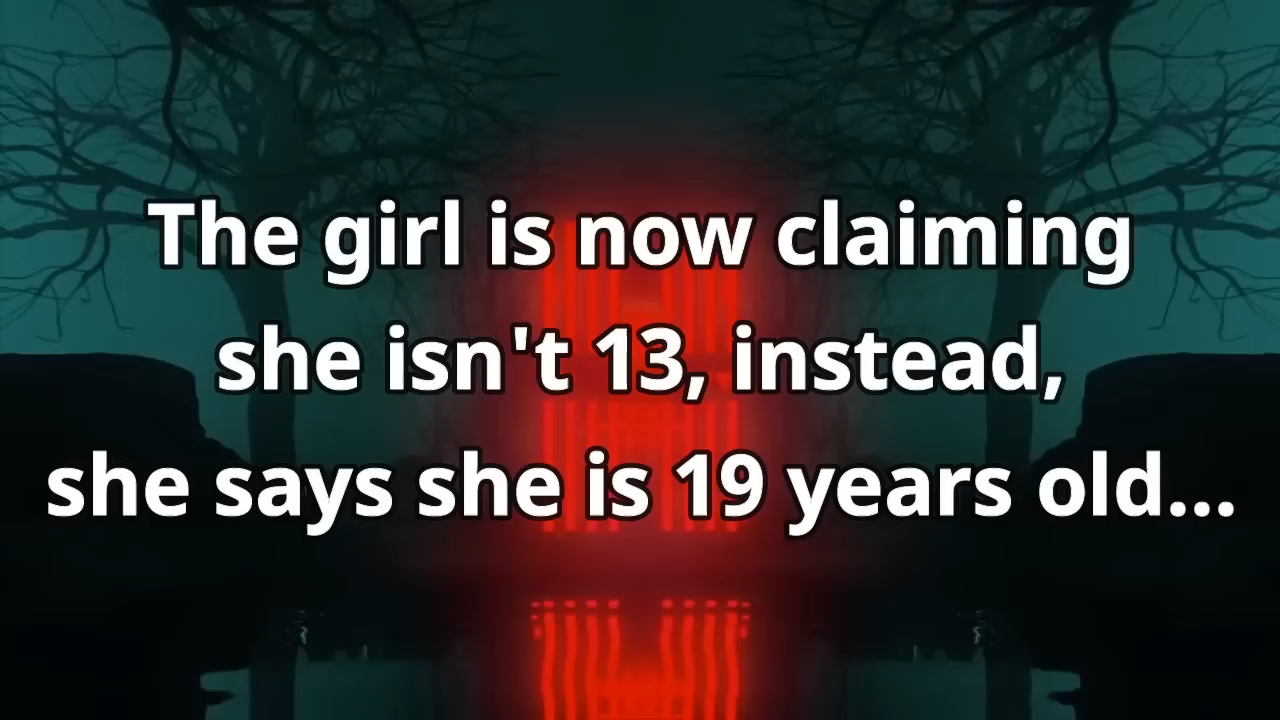 The girl is now claiming
she isn't 13, instead,
she says she is 19 years old...